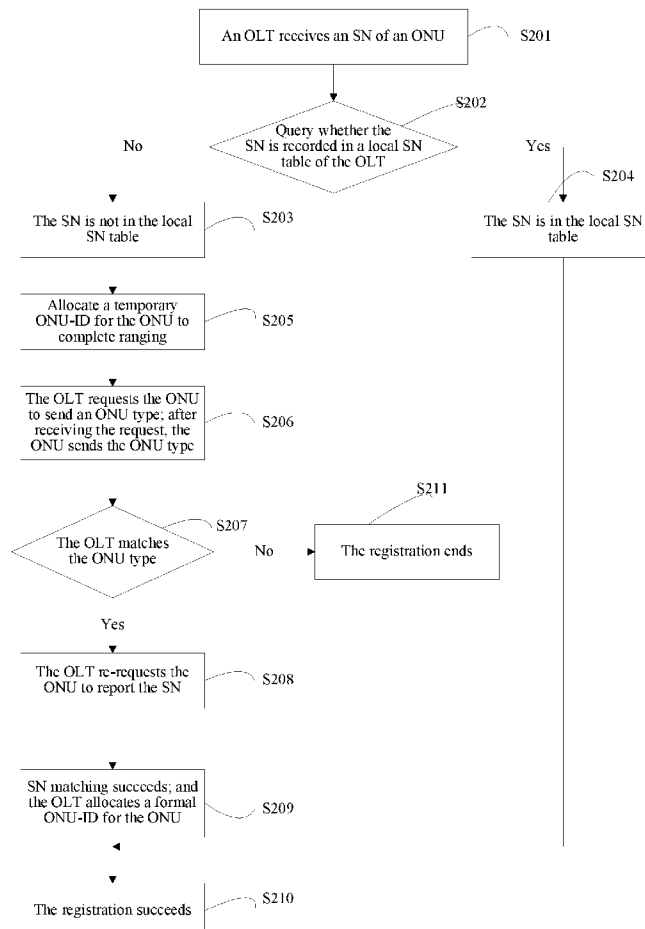 An OLT receives an SN of an ONU
S201
S202
Query whether the
SN is recorded in a local SN
table of the OLT
No
Yes
S204
The SN is not in the local
SN table
S203
The SN is in the local SN
table
Allocate a temporary
ONU-ID for the ONU to
complete ranging
S205
The OLT requests the ONU
to send an ONU type; after
receiving the request, the
ONU sends the ONU type
S206
S207
The OLT matches
the ONU type
No
S211
The registration ends
Yes
The OLT re-requests the
ONU to report the SN
S208
SN matching succeeds; and
the OLT allocates a formal
ONU-ID for the ONU
S209
The registration succeeds
S210